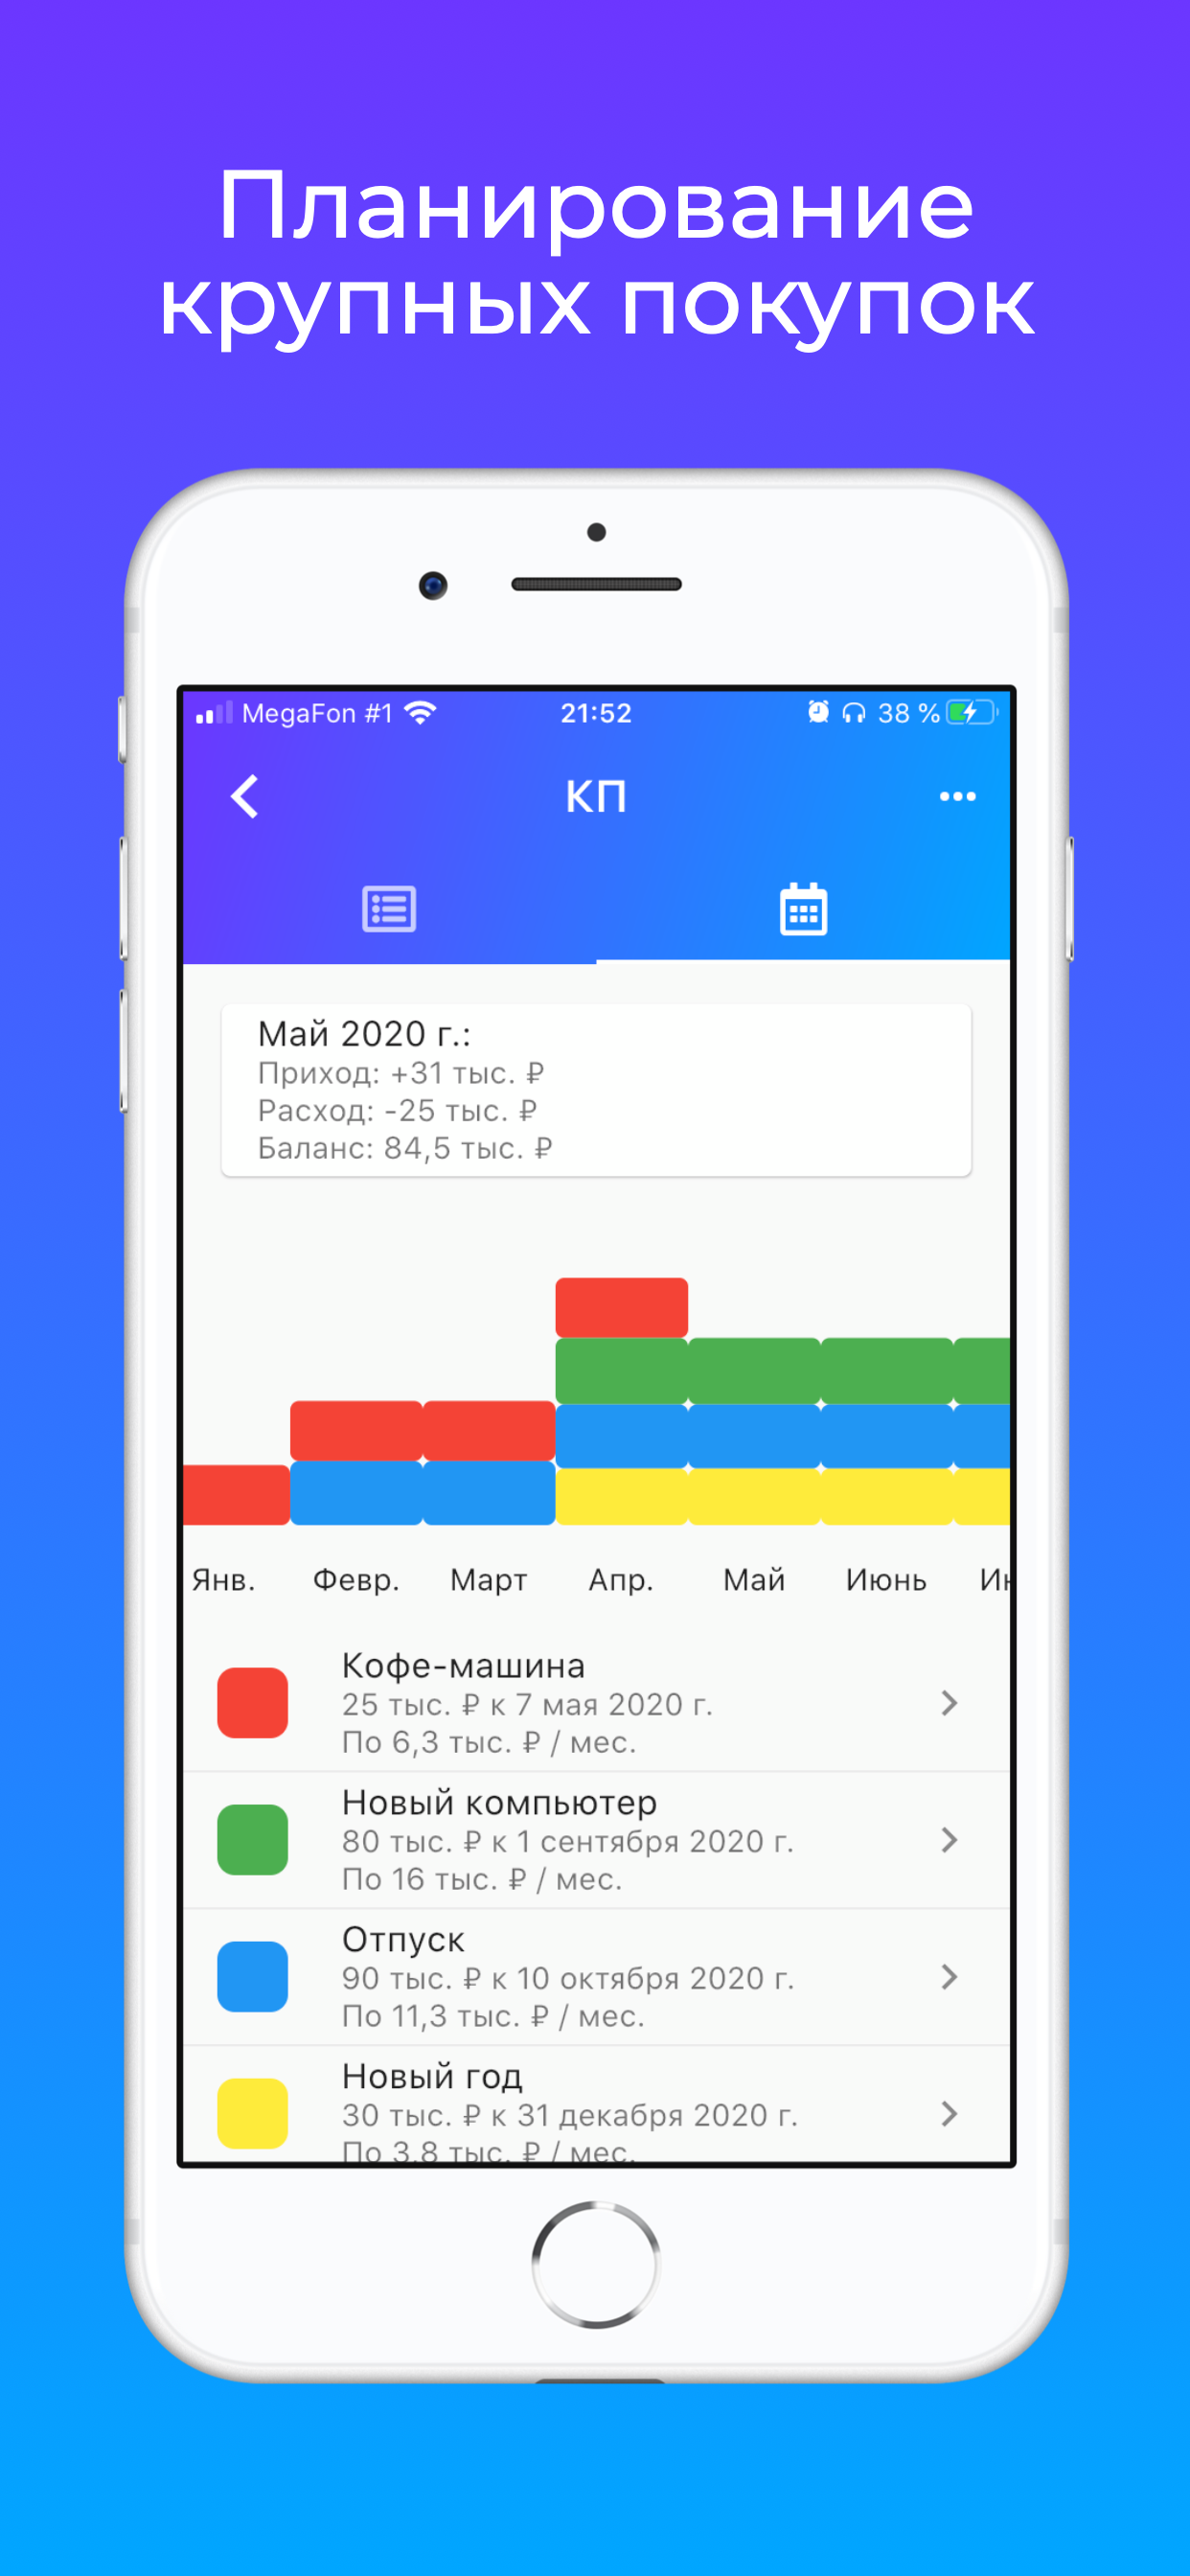 Планирование
крупных покупок
MegaFon #1 21:52 38 %
КП
Май 2020 г.:
Приход: +31 тыс. ₽
Расход: -25 тыс. ₽
Баланс: 84,5 тыс. ₽
Янв. Февр. Март Апр. Май Июнь
Кофе-машина
25 тыс. ₽ к 7 мая 2020 г.
По 6,3 тыс. ₽ / мес.
Новый компьютер
80 тыс. ₽ к 1 сентября 2020 г.
По 16 тыс. ₽ / мес.
Отпуск
90 тыс. ₽ к 10 октября 2020 г.
По 11,3 тыс. ₽ / мес.
Новый год
30 тыс. ₽ к 31 декабря 2020 г.
По 3,8 тыс. ₽ / мес.